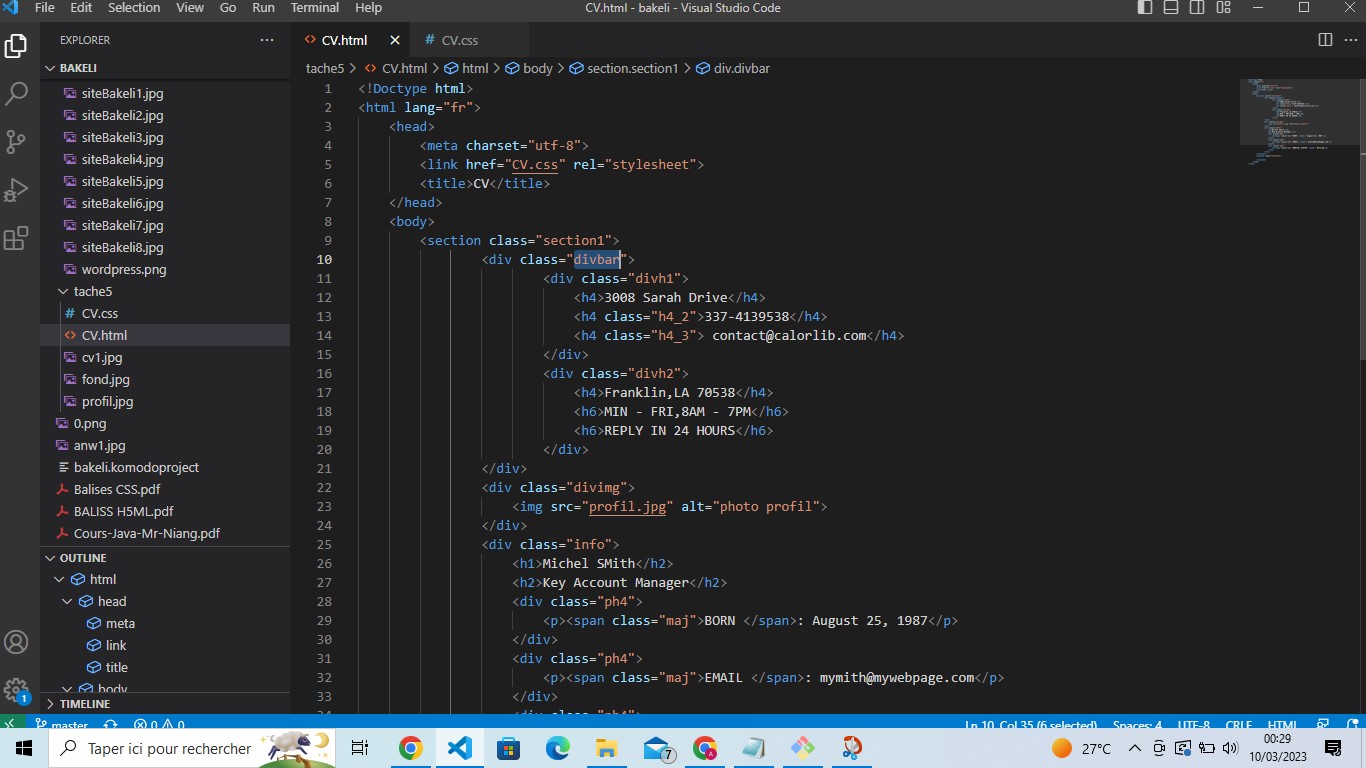 File Edit Selection View Go Run Terminal Help CV.html - bakeli - Visual Studio Code
EXPLORER ···
BAKELI
siteBakeli1.jpg
siteBakeli2.jpg
siteBakeli3.jpg
siteBakeli4.jpg
siteBakeli5.jpg
siteBakeli6.jpg
siteBakeli7.jpg
siteBakeli8.jpg
wordpress.png
tache5
# CV.css
<> CV.html
cv1.jpg
fond.jpg
profil.jpg
0.png
anw1.jpg
bakeli.komodoproject
Balises CSS.pdf
BALISS H5ML.pdf
Cours-Java-Mr-Niang.pdf
OUTLINE
html
head
meta
link
title
body
TIMELINE
<> CV.html × # CV.css
tache5 > <> CV.html > html > body > section.section1 > div.divbar
1 <!Doctype html>
2 <html lang="fr">
3 <head>
4 <meta charset="utf-8">
5 <link href="CV.css" rel="stylesheet">
6 <title>CV</title>
7 </head>
8 <body>
9 <section class="section1">
10 <div class="divbar">
11 <div class="divh1">
12 <h4>3008 Sarah Drive</h4>
13 <h4 class="h4_2">337-4139538</h4>
14 <h4 class="h4_3"> contact@calorlib.com</h4>
15 </div>
16 <div class="divh2">
17 <h4>Franklin,LA 70538</h4>
18 <h6>MIN - FRI,8AM - 7PM</h6>
19 <h6>REPLY IN 24 HOURS</h6>
20 </div>
21 </div>
22 <div class="divimg">
23 <img src="profil.jpg" alt="photo profil">
24 </div>
25 <div class="info">
26 <h1>Michel SMith</h2>
27 <h2>Key Account Manager</h2>
28 <div class="ph4">
29 <p><span class="maj">BORN </span>: August 25, 1987</p>
30 </div>
31 <div class="ph4">
32 <p><span class="maj">EMAIL </span>: mymith@mywebpage.com</p>
33 </div>
34 <div class="ph4">
1
master 0 0 Ln 10, Col 35 (6 selected) Spaces: 4 UTF-8 CRLF HTML
Taper ici pour rechercher 7 A 27°C 00:29
10/03/2023